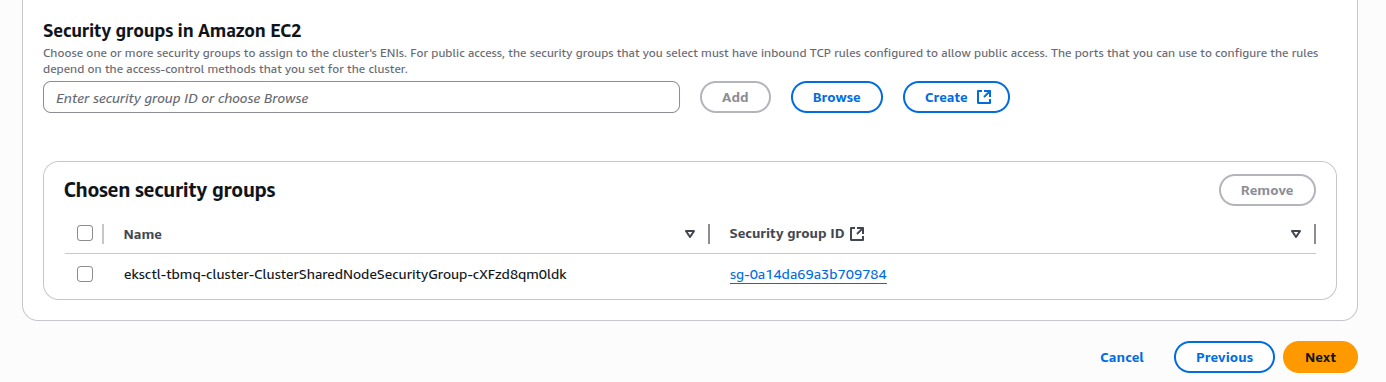 Security groups in Amazon EC2
Choose one or more security groups to assign to the cluster's ENIs. For public access, the security groups that you select must have inbound TCP rules configured to allow public access. The ports that you can use to configure the rules
depend on the access-control methods that you set for the cluster.
Enter security group ID or choose Browse
Add
Browse
Create
Chosen security groups
Remove
Name
Security group ID
eksctl-tbmq-cluster-ClusterSharedNodeSecurityGroup-cXFzd8qm0ldk
sg-0a14da69a3b709784
Cancel
Previous
Next